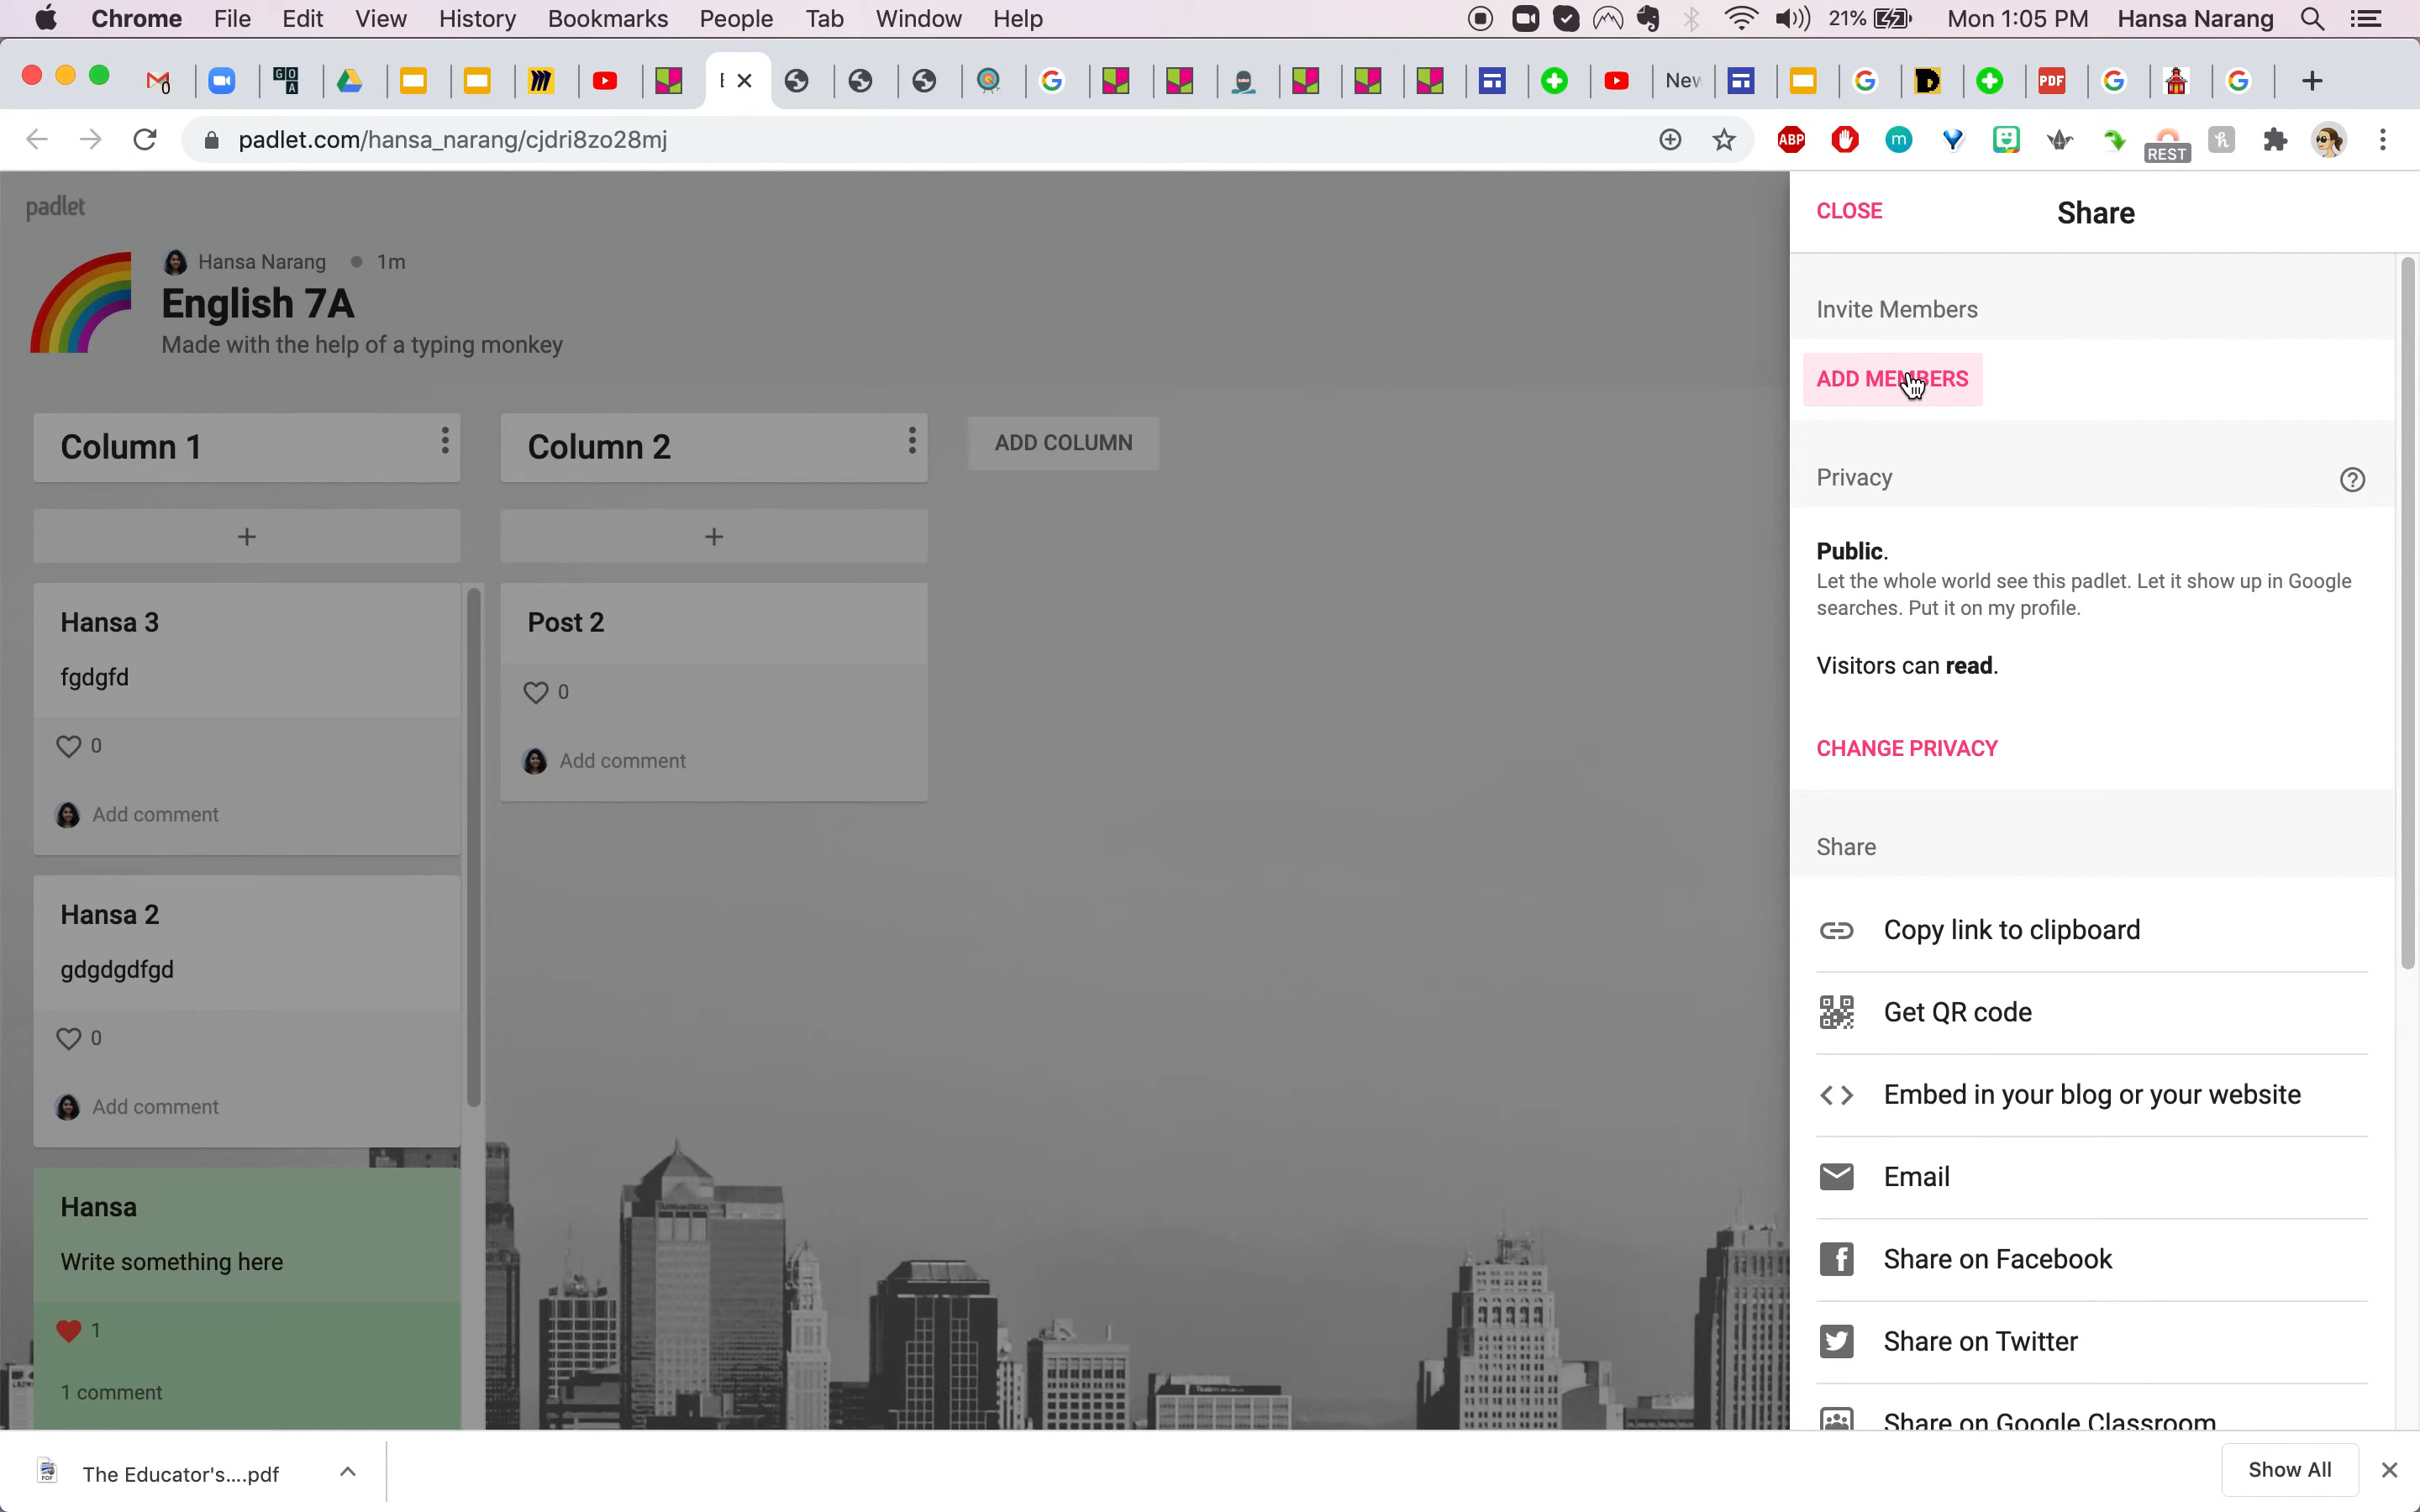 Chrome File Edit View History Bookmarks People Tab Window Help 21% Mon 1:05 PM Hansa Narang
New
padlet.com/hansa_narang/cjdri8zo28mj
ABP
REST
padlet
Hansa Narang 1m
English 7A
Made with the help of a typing monkey
Column 1
Column 2
ADD COLUMN
Hansa 3
fgdgfd
0
Add comment
Hansa 2
gdgdgdfgd
0
Add comment
Hansa
Write something here
1
1 comment
Post 2
0
Add comment
CLOSE Share
Invite Members
ADD MEMBERS
Privacy
Public.
Let the whole world see this padlet. Let it show up in Google
searches. Put it on my profile.
Visitors can read.
CHANGE PRIVACY
Share
Copy link to clipboard
Get QR code
Embed in your blog or your website
Email
Share on Facebook
Share on Twitter
Share on Google Classroom
The Educator's....pdf
Show All